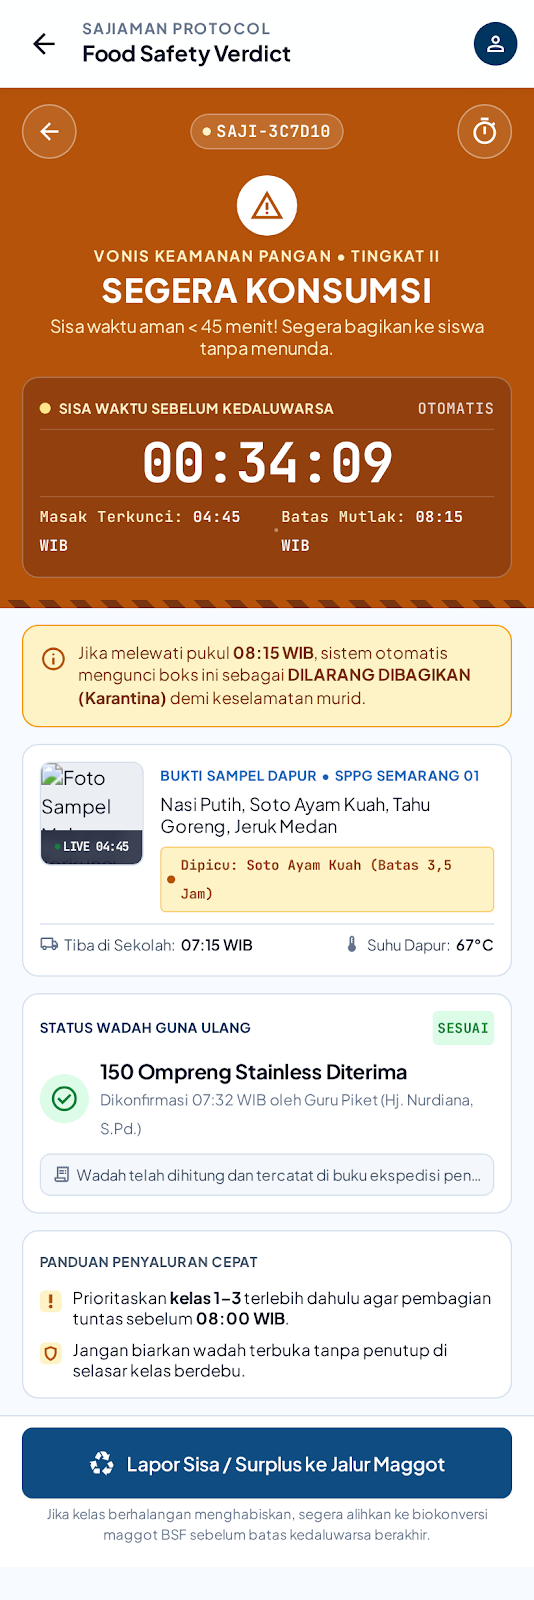 SAJIAMAN PROTOCOL
Food Safety Verdict
SAJI-3C7D10
VONIS KEAMANAN PANGAN • TINGKAT II
SEGERA KONSUMSI
Sisa waktu aman < 45 menit! Segera bagikan ke siswa
tanpa menunda.
SISA WAKTU SEBELUM KEDALUWARSA
OTOMATIS
00:34:09
Masak Terkunci: 04:45
WIB
Batas Mutlak: 08:15
WIB
Jika melewati pukul 08:15 WIB, sistem otomatis
mengunci boks ini sebagai DILARANG DIBAGIKAN
(Karantina) demi keselamatan murid.
Foto
Sampel
LIVE 04:45
BUKTI SAMPEL DAPUR • SPPG SEMARANG 01
Nasi Putih, Soto Ayam Kuah, Tahu
Goreng, Jeruk Medan
Dipicu: Soto Ayam Kuah (Batas 3,5
Jam)
Tiba di Sekolah: 07:15 WIB
Suhu Dapur: 67°C
STATUS WADAH GUNA ULANG
SESUAI
150 Ompreng Stainless Diterima
Dikonfirmasi 07:32 WIB oleh Guru Piket (Hj. Nurdiana,
S.Pd.)
Wadah telah dihitung dan tercatat di buku ekspedisi pen...
PANDUAN PENYALURAN CEPAT
Prioritaskan kelas 1–3 terlebih dahulu agar pembagian
tuntas sebelum 08:00 WIB.
Jangan biarkan wadah terbuka tanpa penutup di
selasar kelas berdebu.
Lapor Sisa / Surplus ke Jalur Maggot
Jika kelas berhalangan menghabiskan, segera alihkan ke biokonversi
maggot BSF sebelum batas kedaluwarsa berakhir.